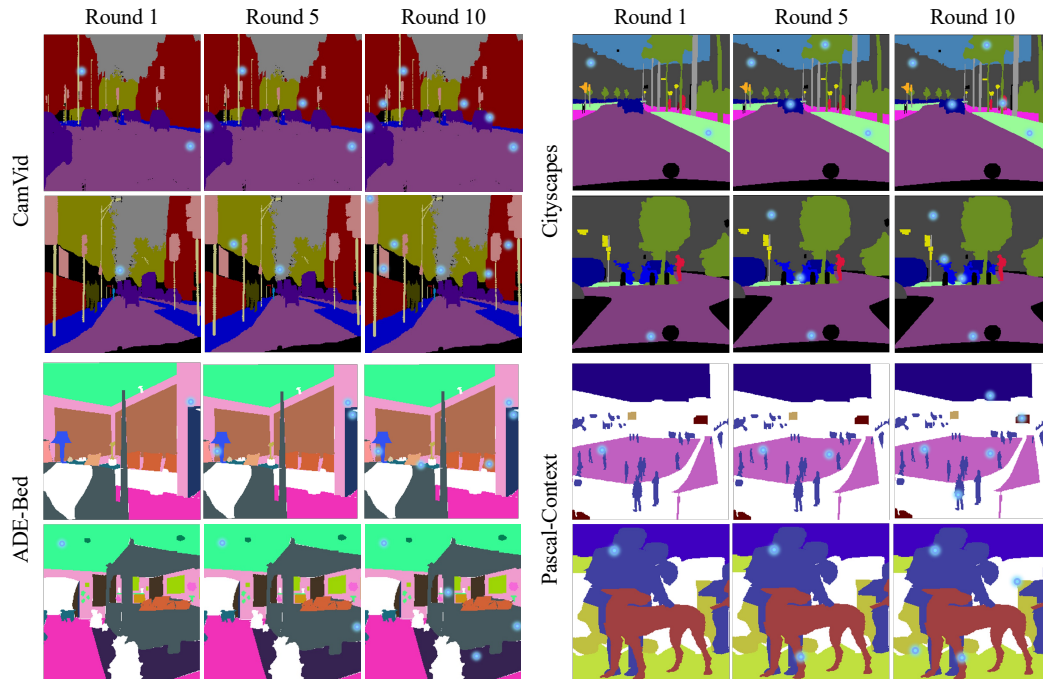 Round 1 Round 5 Round 10 Round 1 Round 5 Round 10
CamVid
Cityscapes
ADE-Bed
Pascal-Context